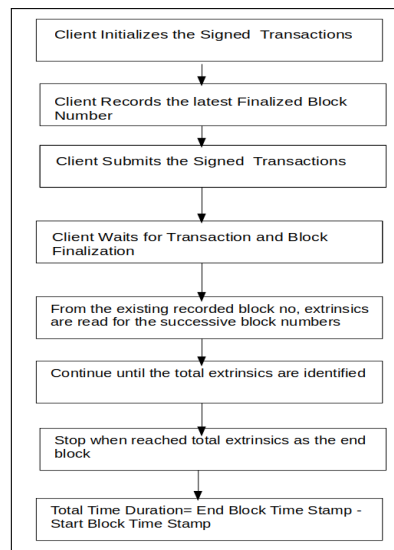 Client Initializes the Signed Transactions
Client Records the latest Finalized Block
Number
Client Submits the Signed Transactions
Client Waits for Transaction and Block
Finalization
From the existing recorded block no, extrinsics
are read for the successive block numbers
Continue until the total extrinsics are identified
Stop when reached total extrinsics as the end
block
Total Time Duration= End Block Time Stamp -
Start Block Time Stamp